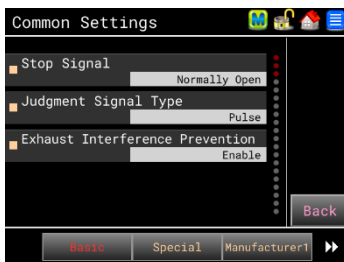 Common Settings
M
Stop Signal
Normally Open
Judgment Signal Type
Pulse
Exhaust Interference Prevention
Enable
Back
Basic
Special
Manufacturer1